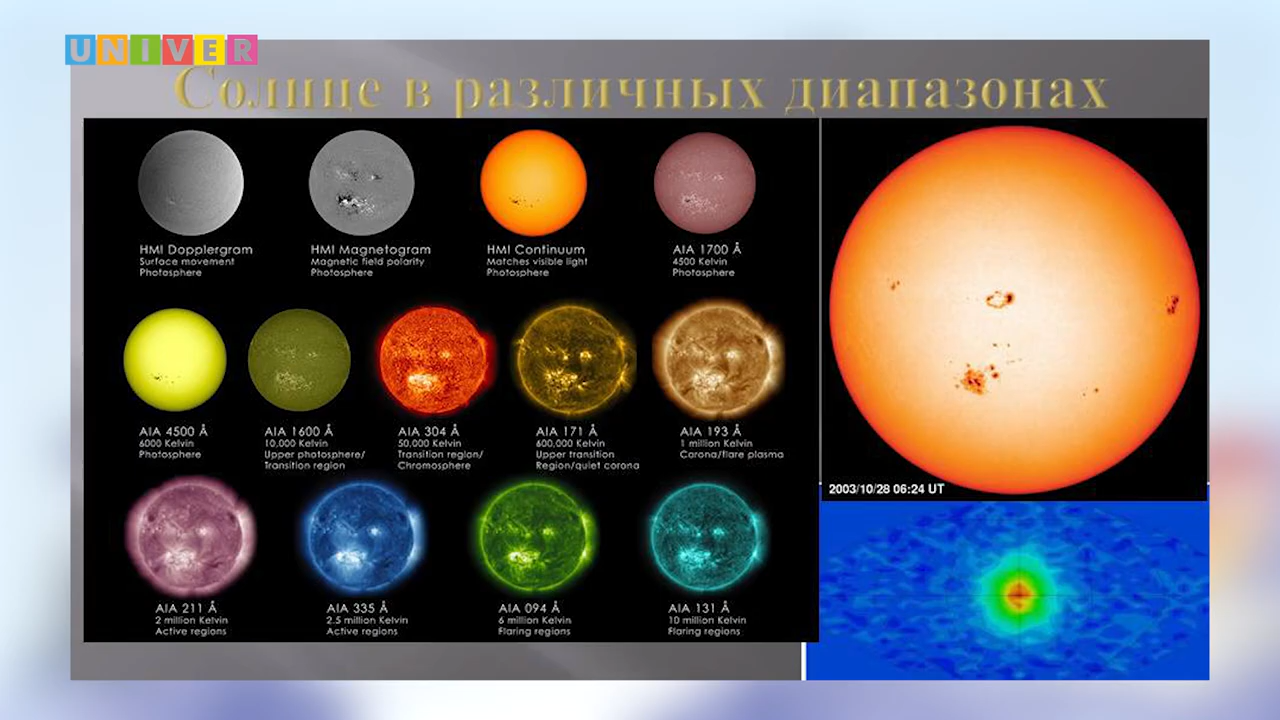 UNIVER
Солнце в различных диапазонах
HMI Dopplergram
Surface movement
Photosphere
HMI Magnetogram
Magnetic field polarity
Photosphere
HMI Continuum
Matches visible light
Photosphere
AIA 1700 Å
4500 Kelvin
Photosphere
AIA 4500 Å
6000 Kelvin
Photosphere
AIA 1600 Å
10,000 Kelvin
Upper photosphere/
Transition region
AIA 304 Å
50,000 Kelvin
Transition region/
Chromosphere
AIA 171 Å
600,000 Kelvin
Upper transition
Region/quiet corona
AIA 193 Å
1 million Kelvin
Corona/flare plasma
AIA 211 Å
2 million Kelvin
Active regions
AIA 335 Å
2.5 million Kelvin
Active regions
AIA 094 Å
6 million Kelvin
Flaring regions
AIA 131 Å
10 million Kelvin
Flaring regions
2003/10/28 06:24 UT